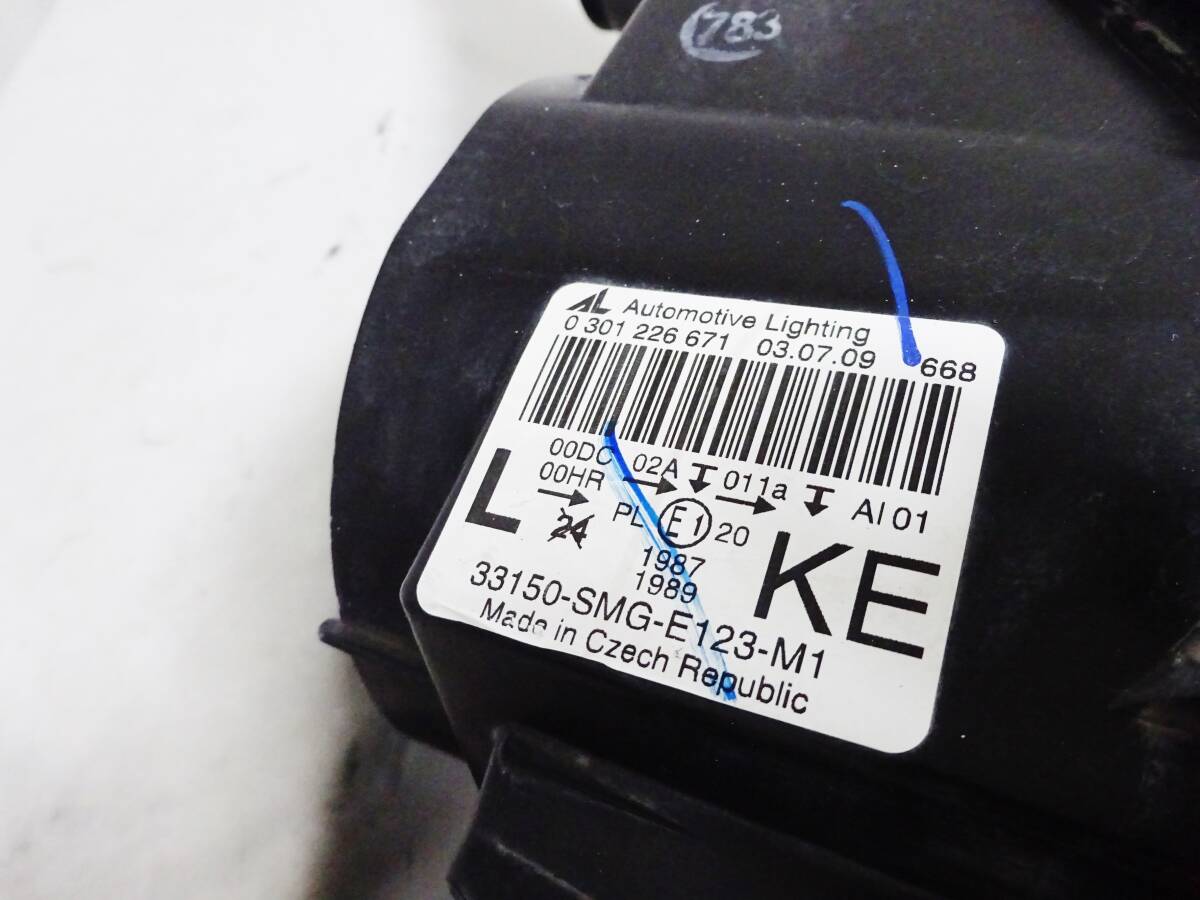 783
AL Automotive Lighting
0 301 226 671 03.07.09 668
00DC 02A 011a
00HR AI 01
L 24 PL E1 20 KE
1987
1989
33150-SMG-E123-M1
Made in Czech Republic